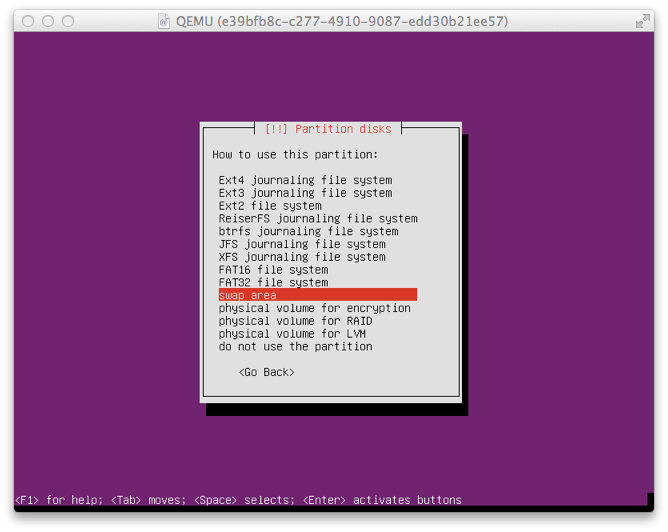 QEMU (e39bfb8c-c277-4910-9087-edd30b21ee57)
[!!] Partition disks
How to use this partition:
Ext4 journaling file system
Ext3 journaling file system
Ext2 file system
ReiserFS journaling file system
btrfs journaling file system
JFS journaling file system
XFS journaling file system
FAT16 file system
FAT32 file system
swap area
physical volume for encryption
physical volume for RAID
physical volume for LVM
do not use the partition
<Go Back>
<F1> for help; <Tab> moves; <Space> selects; <Enter> activates buttons